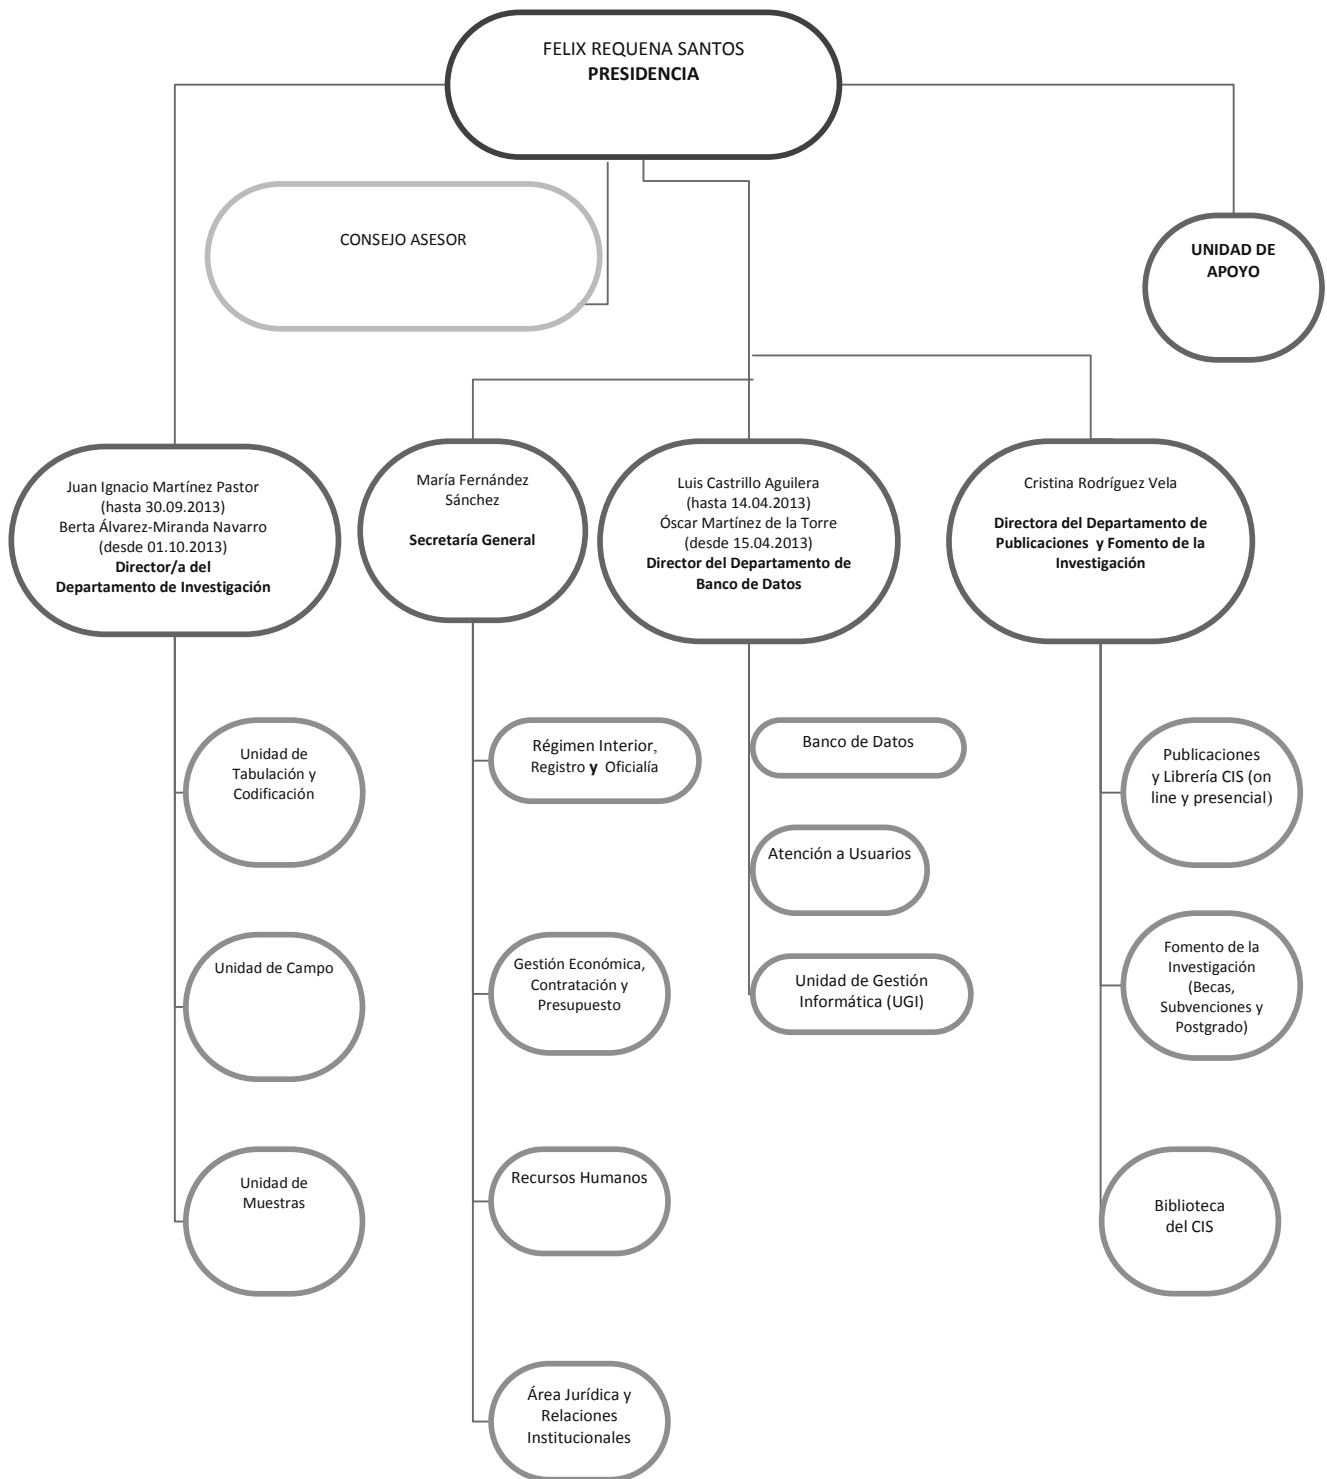 FELIX REQUENA SANTOS
PRESIDENCIA
CONSEJO ASESOR
UNIDAD DE
APOYO
Juan Ignacio Martínez Pastor
(hasta 30.09.2013)
Berta Álvarez-Miranda Navarro
(desde 01.10.2013)
Director/a del
Departamento de Investigación
María Fernández
Sánchez
Secretaría General
Luis Castrillo Aguilera
(hasta 14.04.2013)
Óscar Martínez de la Torre
(desde 15.04.2013)
Director del Departamento de
Banco de Datos
Cristina Rodríguez Vela
Directora del Departamento de
Publicaciones y Fomento de la
Investigación
Unidad de
Tabulación y
Codificación
Unidad de Campo
Unidad de
Muestras
Régimen Interior,
Registro y Oficialía
Gestión Económica,
Contratación y
Presupuesto
Recursos Humanos
Área Jurídica y
Relaciones
Institucionales
Banco de Datos
Atención a Usuarios
Unidad de Gestión
Informática (UGI)
Publicaciones
y Librería CIS (on
line y presencial)
Fomento de la
Investigación
(Becas,
Subvenciones y
Postgrado)
Biblioteca
del CIS